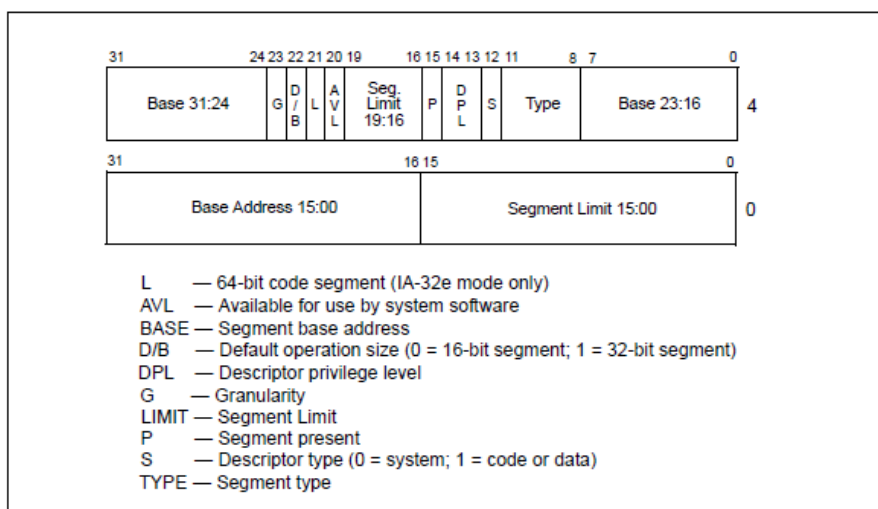 31 24 23 22 21 20 19 16 15 14 13 12 11 8 7 0
Base 31:24 G D/B L AVL Seg. Limit 19:16 P DPL S Type Base 23:16 4
31 16 15 0
Base Address 15:00 Segment Limit 15:00 0
L — 64-bit code segment (IA-32e mode only)
AVL — Available for use by system software
BASE — Segment base address
D/B — Default operation size (0 = 16-bit segment; 1 = 32-bit segment)
DPL — Descriptor privilege level
G — Granularity
LIMIT — Segment Limit
P — Segment present
S — Descriptor type (0 = system; 1 = code or data)
TYPE — Segment type